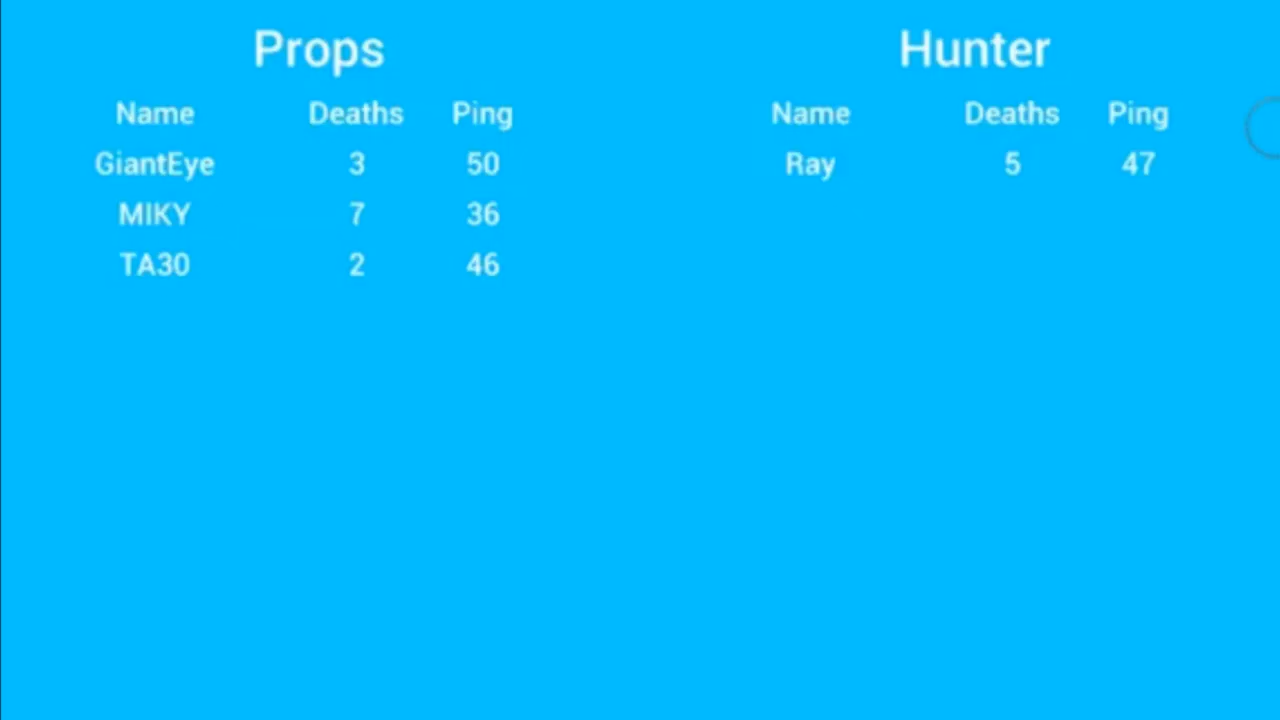 Props
Name Deaths Ping
GiantEye 3 50
MIKY 7 36
TA30 2 46
Hunter
Name Deaths Ping
Ray 5 47